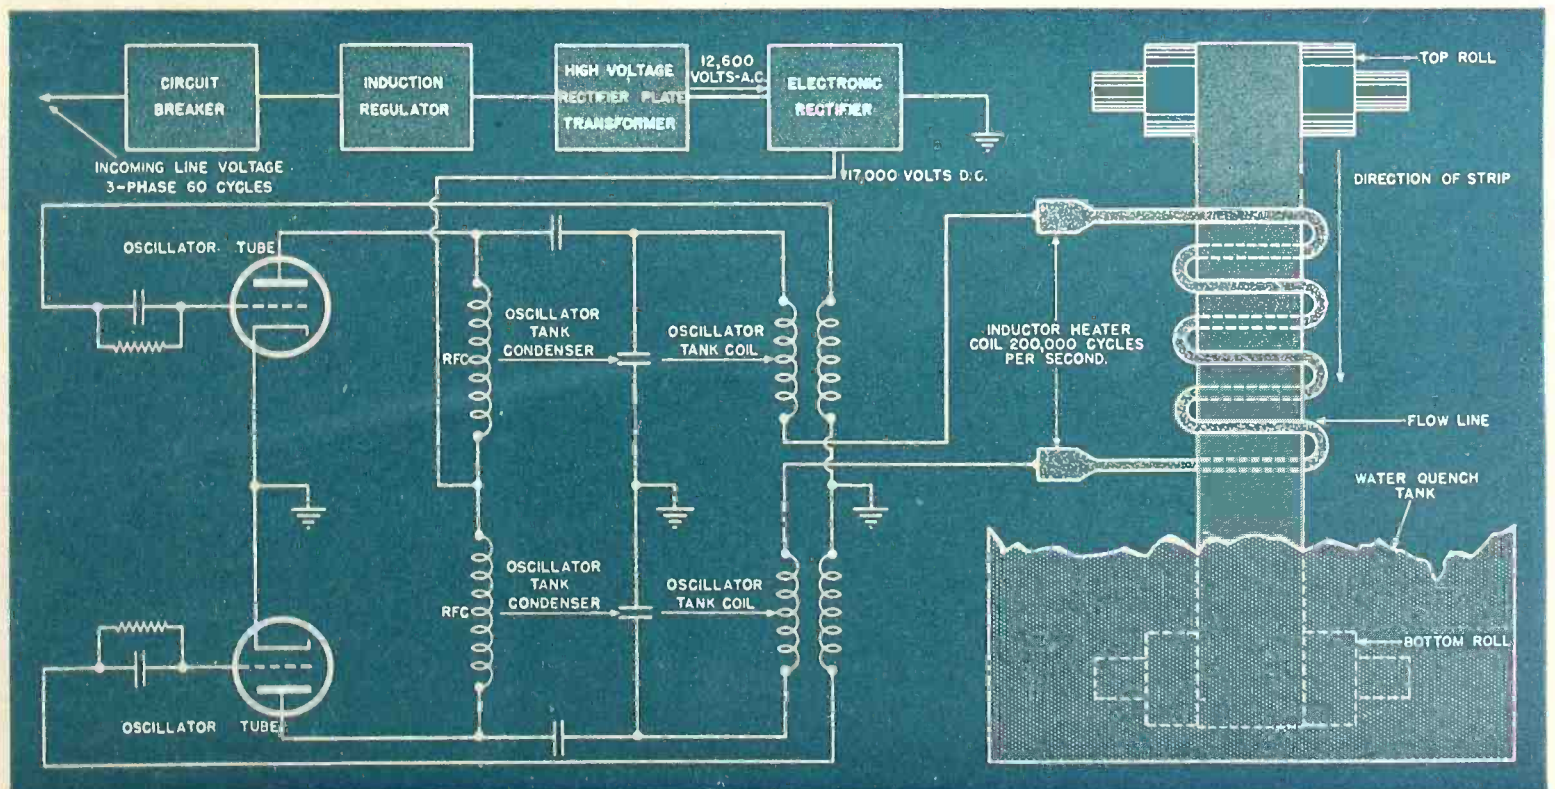 CIRCUIT
BREAKER
INDUCTION
REGULATOR
HIGH VOLTAGE
RECTIFIER PLATE
TRANSFORMER
12,600
VOLTS-A.C.
ELECTRONIC
RECTIFIER
TOP ROLL
INCOMING LINE VOLTAGE
3-PHASE 60 CYCLES
17,000 VOLTS D.C.
DIRECTION OF STRIP
OSCILLATOR TUBE
OSCILLATOR
TANK
CONDENSER
RFC
OSCILLATOR
TANK COIL
INDUCTOR HEATER
COIL 200,000 CYCLES
PER SECOND.
FLOW LINE
WATER QUENCH
TANK
OSCILLATOR
TANK
CONDENSER
RFC
OSCILLATOR
TANK COIL
BOTTOM ROLL
OSCILLATOR TUBE